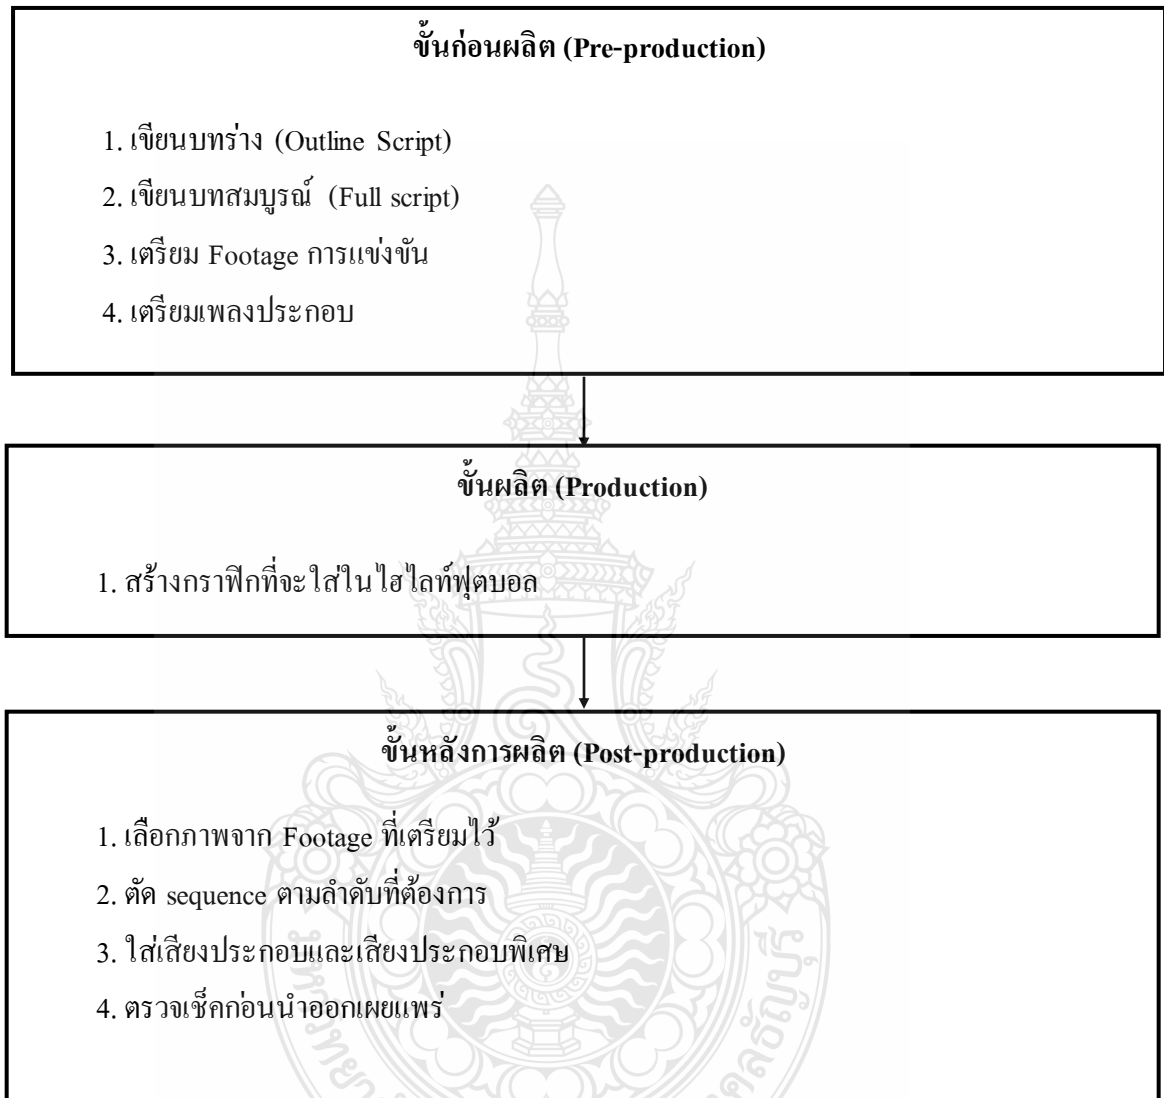 ขั้นก่อนผลิต (Pre-production)
1. เขียนบทร่าง (Outline Script)
2. เขียนบทสมบูรณ์ (Full script)
3. เตรียม Footage การแข่งขัน
4. เตรียมเพลงประกอบ
ขั้นผลิต (Production)
1. สร้างกราฟิกที่จะใส่ในไฮไลท์ฟุตบอล
ขั้นหลังการผลิต (Post-production)
1. เลือกภาพจาก Footage ที่เตรียมไว้
2. ตัด sequence ตามลำดับที่ต้องการ
3. ใส่เสียงประกอบและเสียงประกอบพิเศษ
4. ตรวจเช็คก่อนนำออกเผยแพร่